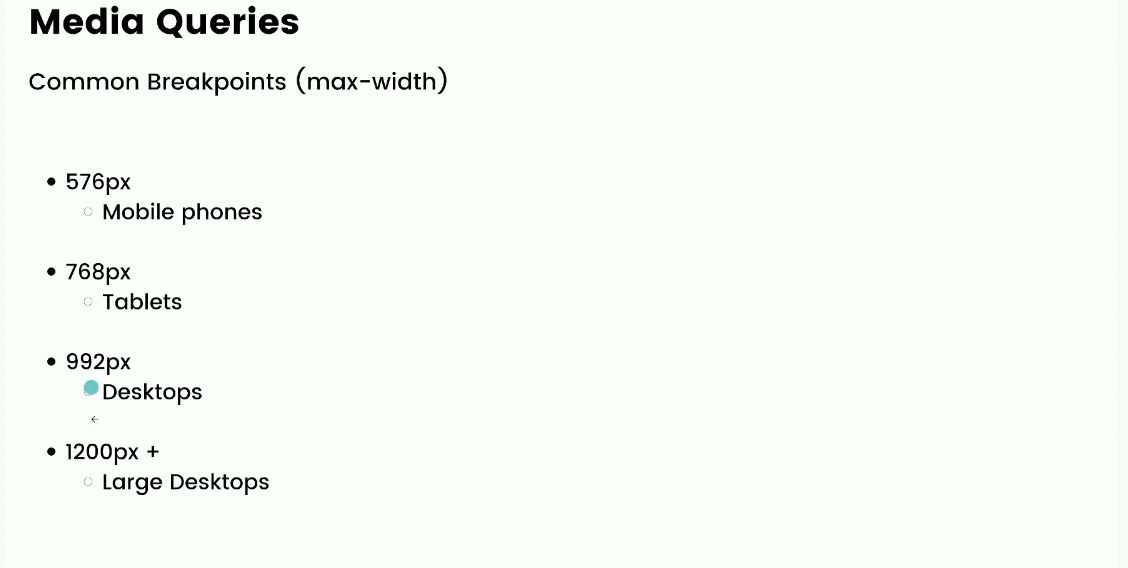 Media Queries
Common Breakpoints (max-width)
576px
Mobile phones
768px
Tablets
992px
Desktops
1200px +
Large Desktops